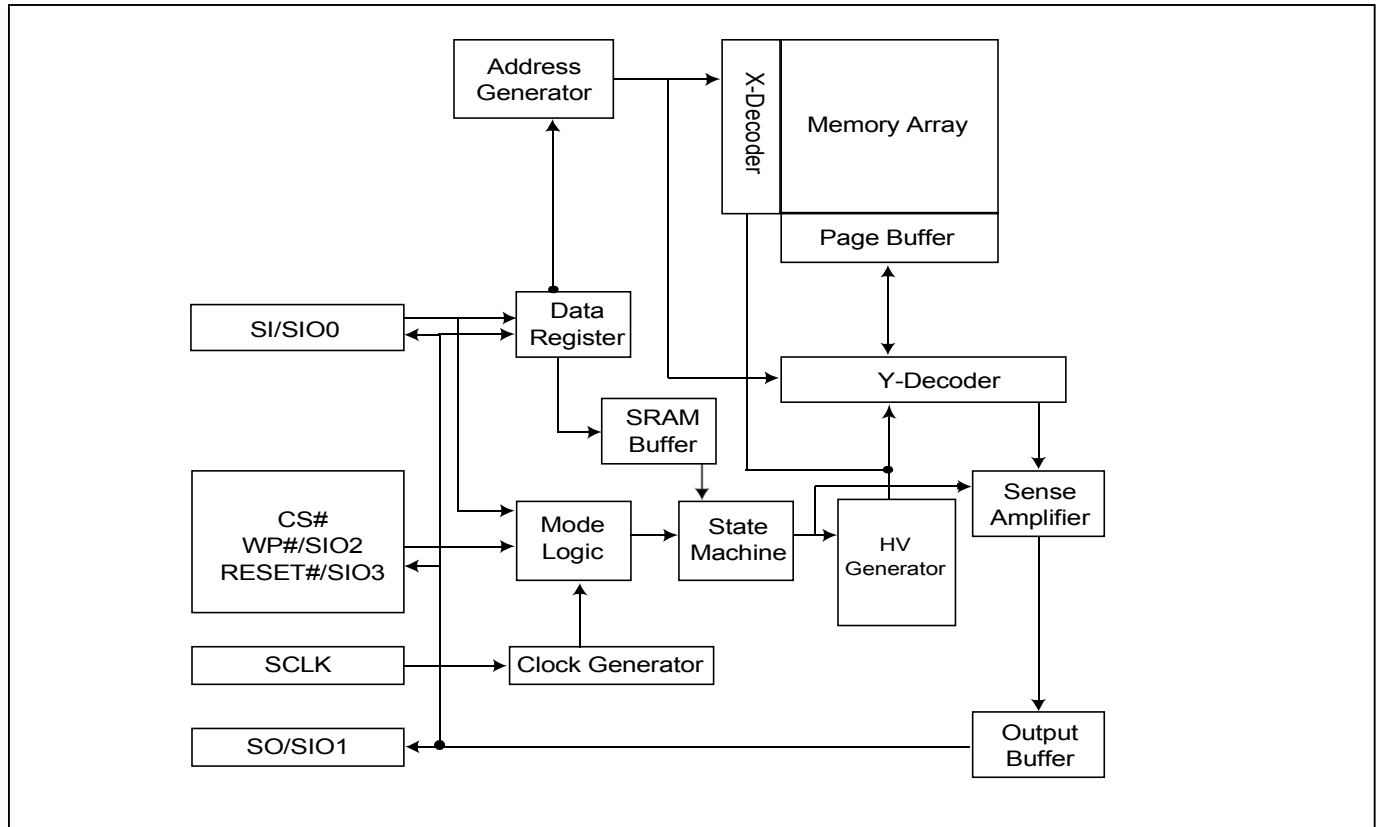 Address
Generator
X-Decoder
Memory Array
Page Buffer
SI/SIO0
Data
Register
Y-Decoder
SRAM
Buffer
CS#
WP#/SIO2
RESET#/SIO3
Mode
Logic
State
Machine
HV
Generator
Sense
Amplifier
SCLK
Clock Generator
SO/SIO1
Output
Buffer